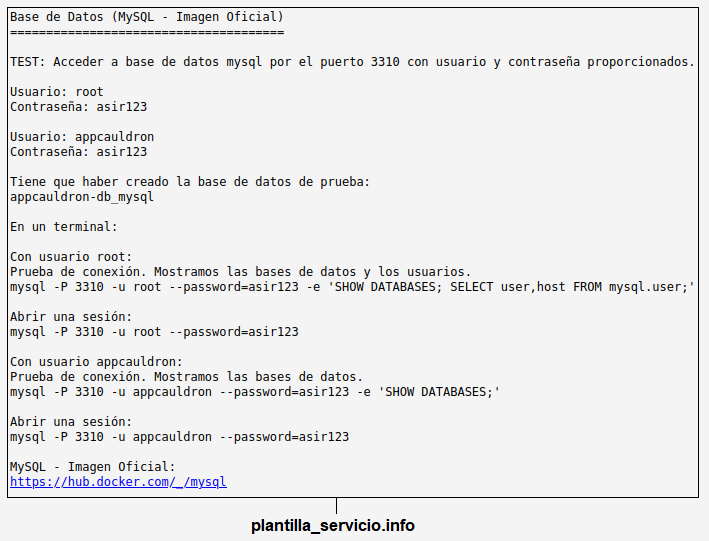 Base de Datos (MySQL - Imagen Oficial)
======================================
TEST: Acceder a base de datos mysql por el puerto 3310 con usuario y contraseña proporcionados.
Usuario: root
Contraseña: asir123
Usuario: appcauldron
Contraseña: asir123
Tiene que haber creado la base de datos de prueba:
appcauldron-db_mysql
En un terminal:
Con usuario root:
Prueba de conexión. Mostramos las bases de datos y los usuarios.
mysql -P 3310 -u root --password=asir123 -e 'SHOW DATABASES; SELECT user,host FROM mysql.user;'
Abrir una sesión:
mysql -P 3310 -u root --password=asir123
Con usuario appcauldron:
Prueba de conexión. Mostramos las bases de datos.
mysql -P 3310 -u appcauldron --password=asir123 -e 'SHOW DATABASES;'
Abrir una sesión:
mysql -P 3310 -u appcauldron --password=asir123
MySQL - Imagen Oficial:
https://hub.docker.com/_/mysql
plantilla_servicio.info